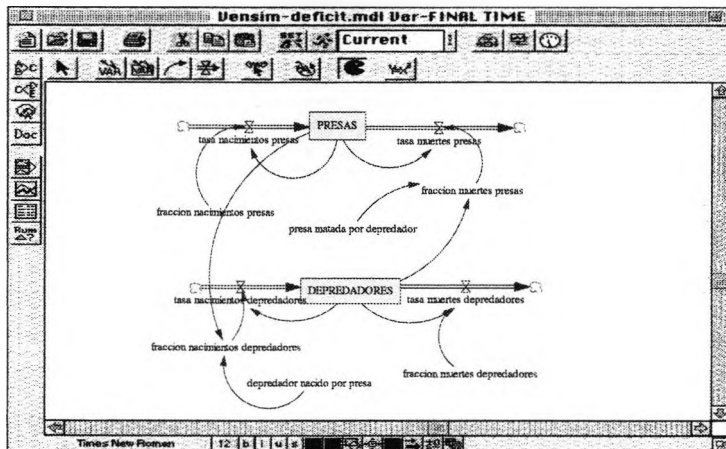 Vensim-deficit.mdl Var-FINAL TIME
SET
Current
VAR
Doc
PRESAS
tasa nacimientos presas
tasa muertes presas
fraccion nacimientos presas
fraccion muertes presas
presa matada por depredador
DEPREDADORES
tasa nacimientos depredadores
tasa muertes depredadores
fraccion nacimientos depredadores
fraccion muertes depredadores
depredador nacido por presa
Times New Roman 12 b i u s